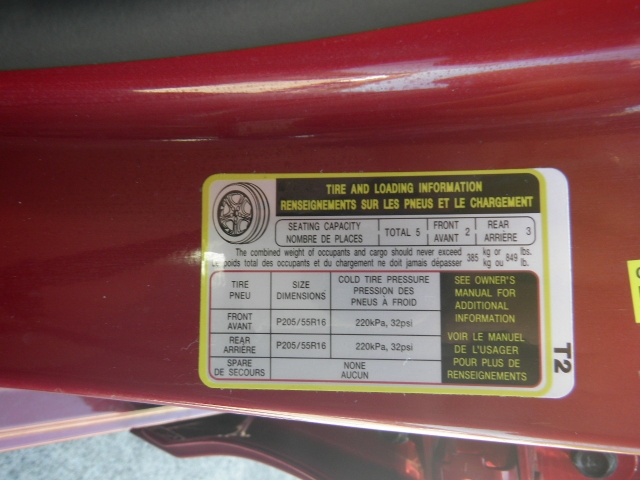 TIRE AND LOADING INFORMATION
RENSEIGNEMENTS SUR LES PNEUS ET LE CHARGEMENT
SEATING CAPACITY
NOMBRE DE PLACES
TOTAL 5
FRONT
AVANT 2
REAR
ARRIÈRE 3
The combined weight of occupants and cargo should never exceed 385 kg or 849 lb.
Le poids total des occupants et du chargement ne doit jamais dépasser kg ou lb.
TIRE
PNEU
SIZE
DIMENSIONS
COLD TIRE PRESSURE
PRESSION DES
PNEUS À FROID
FRONT
AVANT
P205/55R16
220kPa, 32psi
REAR
ARRIÈRE
P205/55R16
220kPa, 32psi
SPARE
DE SECOURS
NONE
AUCUN
SEE OWNER'S
MANUAL FOR
ADDITIONAL
INFORMATION
VOIR LE MANUEL
DE L'USAGER
POUR PLUS DE
RENSEIGNEMENTS
T2